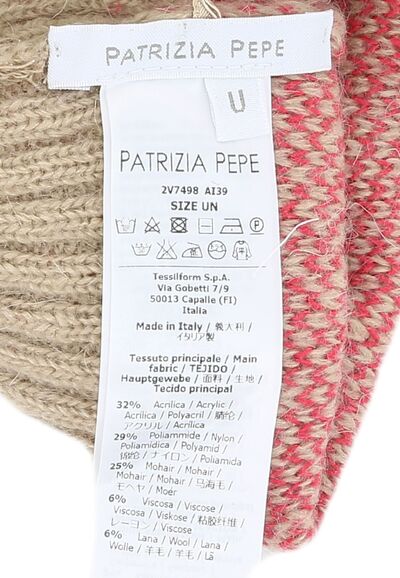 PATRIZIA PEPE
U
PATRIZIA PEPE
2V7498 AI39
SIZE UN
Tessilform S.p.A.
Via Gobetti 7/9
50013 Capalle (FI)
Italia
Made in Italy / 義大利 /
イタリア製
Tessuto principale / Main
fabric / TEJIDO /
Hauptgewebe / 面料 / 生地 /
Tecido principal
32% Acrilica / Acrylic /
Acrílica / Polyacril / 腈纶 /
アクリル / Acrílico
29% Poliammide / Nylon /
Poliamidica / Polyamid /
锦纶 / ナイロン / Poliamida
25% Mohair / Mohair /
Mohair / Mohair / 马海毛 /
モヘヤ / Moér
6% Viscosa / Viscose /
Viscosa / Viskose / 粘胶纤维 /
レーヨン / Viscose
6% Lana / Wool / Lana /
Wolle / 羊毛 / 羊毛 / Lã